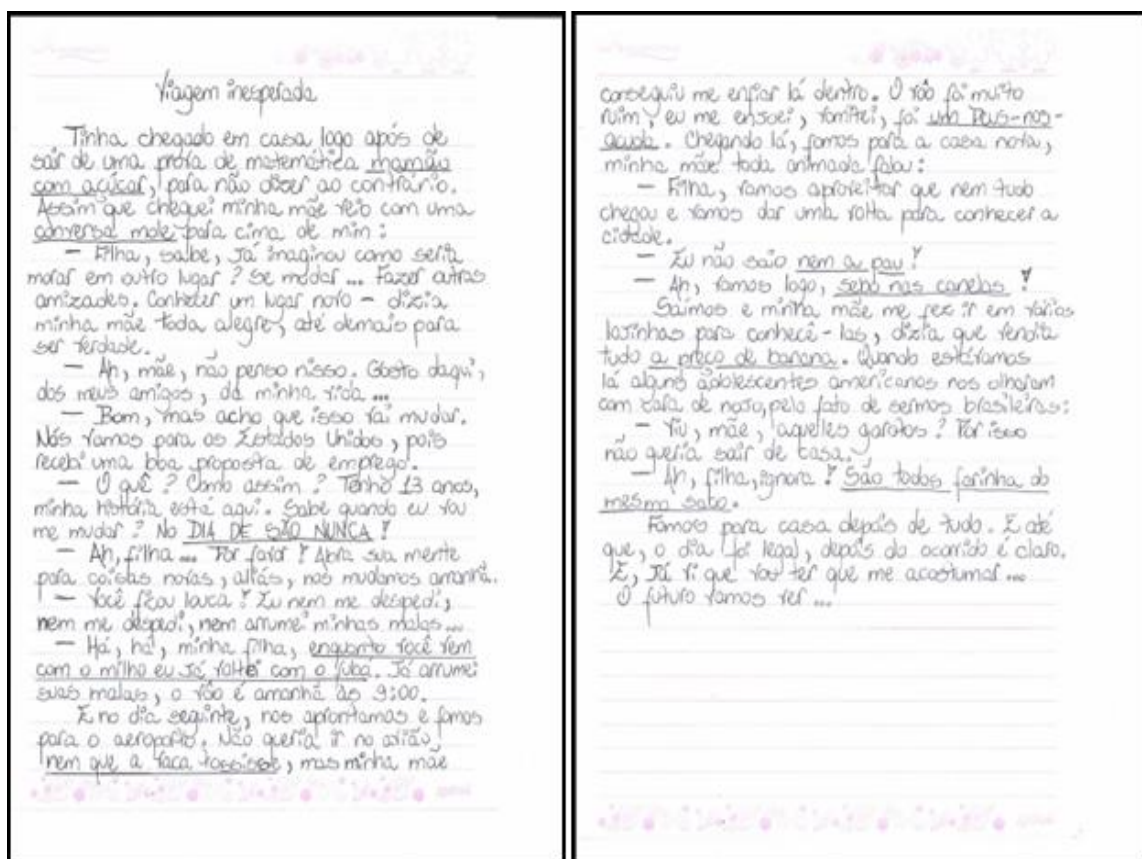 Viagem inesperada
Tinha chegado em casa logo após de
sair de uma prova de matemática mamão
com açúcar, para não dizer ao contrário.
Assim que cheguei minha mãe veio com uma
conversa mole para cima de min:
— Filha, sabe, Já imaginou como seria
morar em outro lugar? Se mudar... Fazer outras
amizades. Conhecer um lugar novo - dizia
minha mãe toda alegre, até demais para
ser verdade.
— Ah, mãe, não penso nisso. Gosto daqui,
dos meus amigos, da minha vida...
— Bom, mas acho que isso vai mudar.
Nós vamos para os Estados Unidos, pois
recebi uma boa proposta de emprego.
— O quê? Como assim? Tenho 13 anos,
minha história está aqui. Sabe quando eu vou
me mudar? No DIA DE SÃO NUNCA!
— Ah, filha... Por favor! Abra sua mente
para coisas novas, aliás, nos mudamos amanhã.
— Você ficou louca! Eu nem me despedi,
nem me despedi, nem arrumei minhas malas...
— Há, há, minha filha, enquanto você vem
com o milho eu já voltei com o fubá. Já arrumei
suas malas, o vôo é amanhã às 9:00.
E no dia seguinte, nos aprontamos e fomos
para o aeroporto. Não queria ir no avião
nem que a vaca tossisse, mas minha mãe
conseguiu me enfiar lá dentro. O vôo foi muito
ruim, eu me ensoei, vomitei, foi um Deus-nos-
acuda. Chegando lá, fomos para a casa nova,
minha mãe toda animada falou:
— Filha, vamos aproveitar que nem tudo
chegou e vamos dar uma volta para conhecer a
cidade.
— Eu não saio nem a pau!
— Ah, vamos logo, sebo nas canelas!
Saímos e minha mãe me fez ir em várias
lojinhas para conhecê-las, dizia que vendia
tudo a preço de banana. Quando estávamos
lá alguns adolescentes americanos nos olharam
com cara de nojo, pelo fato de sermos brasileiras:
— Viu, mãe, aqueles garotos? Por isso
não queria sair de casa.
— Ah, filha, ignora! São todos farinha do
mesmo saco.
Fomos para casa depois de tudo. E até
que, o dia foi legal, depois do ocorrido é claro.
É, Já vi que vou ter que me acostumar...
O futuro vamos ver...